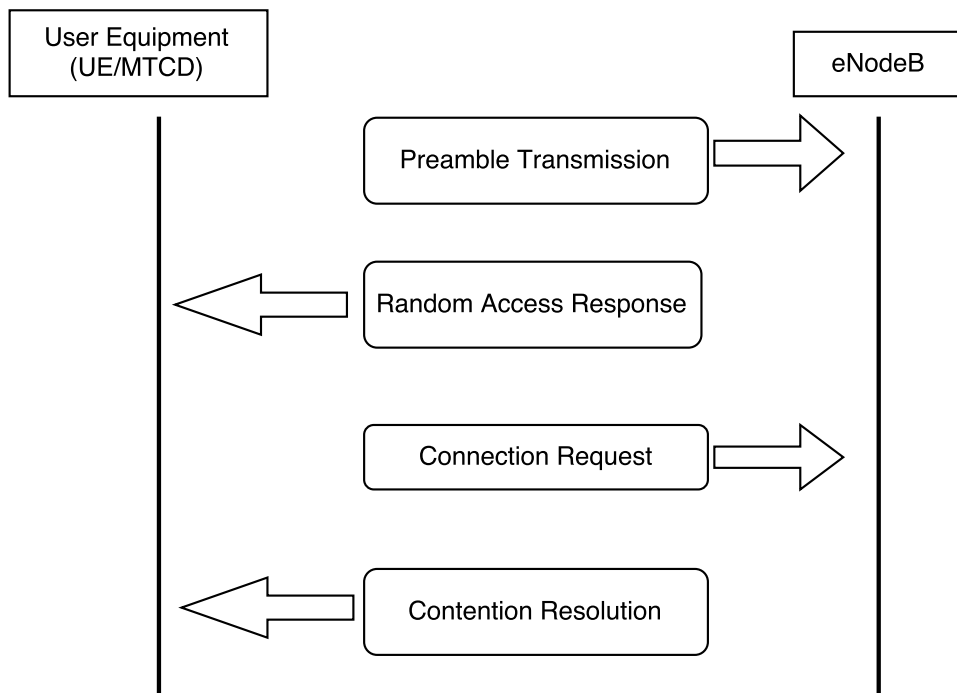 User Equipment
(UE/MTCD)
eNodeB
Preamble Transmission
Random Access Response
Connection Request
Contention Resolution